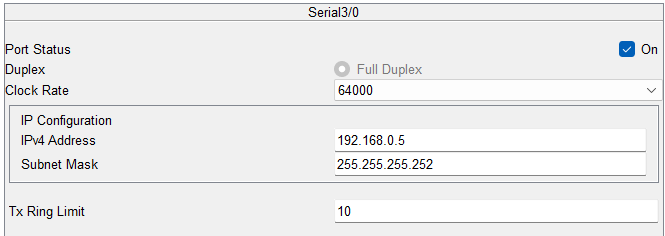 Serial3/0
Port Status On
Duplex Full Duplex
Clock Rate 64000
IP Configuration
IPv4 Address 192.168.0.5
Subnet Mask 255.255.255.252
Tx Ring Limit 10